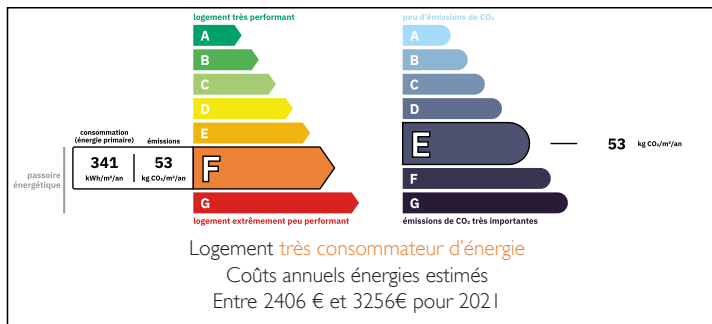 logement très performant
A
B
C
D
E
consommation
(énergie primaire)
émissions
341
kWh/m²/an
53
kg CO₂/m²/an
F
passoire
énergétique
G
logement extrêmement peu performant
peu d'émissions de CO₂
A
B
C
D
E
53 kg CO₂/m²/an
F
G
émissions de CO₂ très importantes
Logement très consommateur d'énergie
Coûts annuels énergies estimés
Entre 2406 € et 3256€ pour 2021